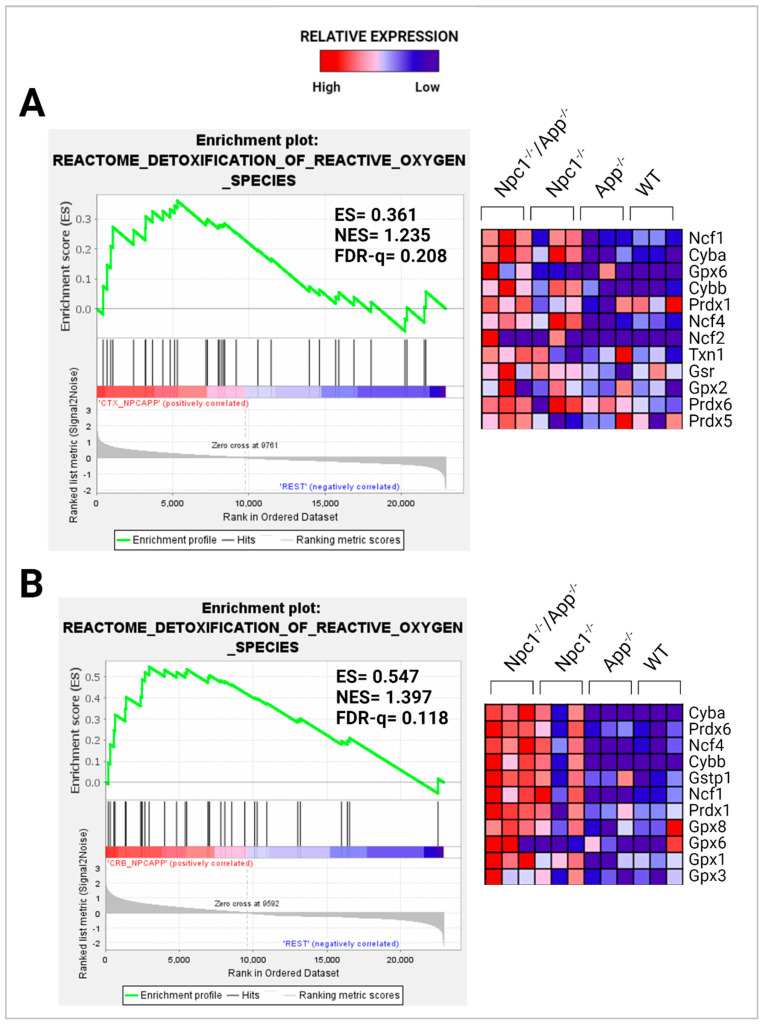 RELATIVE EXPRESSION
High Low
A
Enrichment plot:
REACTOME_DETOXIFICATION_OF_REACTIVE_OXYGEN
_SPECIES
ES= 0.361
NES= 1.235
FDR-q= 0.208
Enrichment score (ES)
0.3
0.2
0.1
0.0
'CTX_NPCAPP' (positively correlated)
Ranked list metric (Signal2Noise)
3
2
1
0
-1
-2
Zero cross at 9761
'REST' (negatively correlated)
0 5,000 10,000 15,000 20,000
Rank in Ordered Dataset
Enrichment profile Hits Ranking metric scores
Npc1-/-/App-/-
Npc1-/-
App-/-
WT
Ncf1
Cyba
Gpx6
Cybb
Prdx1
Ncf4
Ncf2
Txn1
Gsr
Gpx2
Prdx6
Prdx5
B
Enrichment plot:
REACTOME_DETOXIFICATION_OF_REACTIVE_OXYGEN
_SPECIES
ES= 0.547
NES= 1.397
FDR-q= 0.118
Enrichment score (ES)
0.5
0.4
0.3
0.2
0.1
0.0
'CRB_NPCAPP' (positively correlated)
Ranked list metric (Signal2Noise)
3
2
1
0
-1
-2
Zero cross at 9592
'REST' (negatively correlated)
0 5,000 10,000 15,000 20,000
Rank in Ordered Dataset
Enrichment profile Hits Ranking metric scores
Npc1-/-/App-/-
Npc1-/-
App-/-
WT
Cyba
Prdx6
Ncf4
Cybb
Gstp1
Ncf1
Prdx1
Gpx8
Gpx6
Gpx1
Gpx3